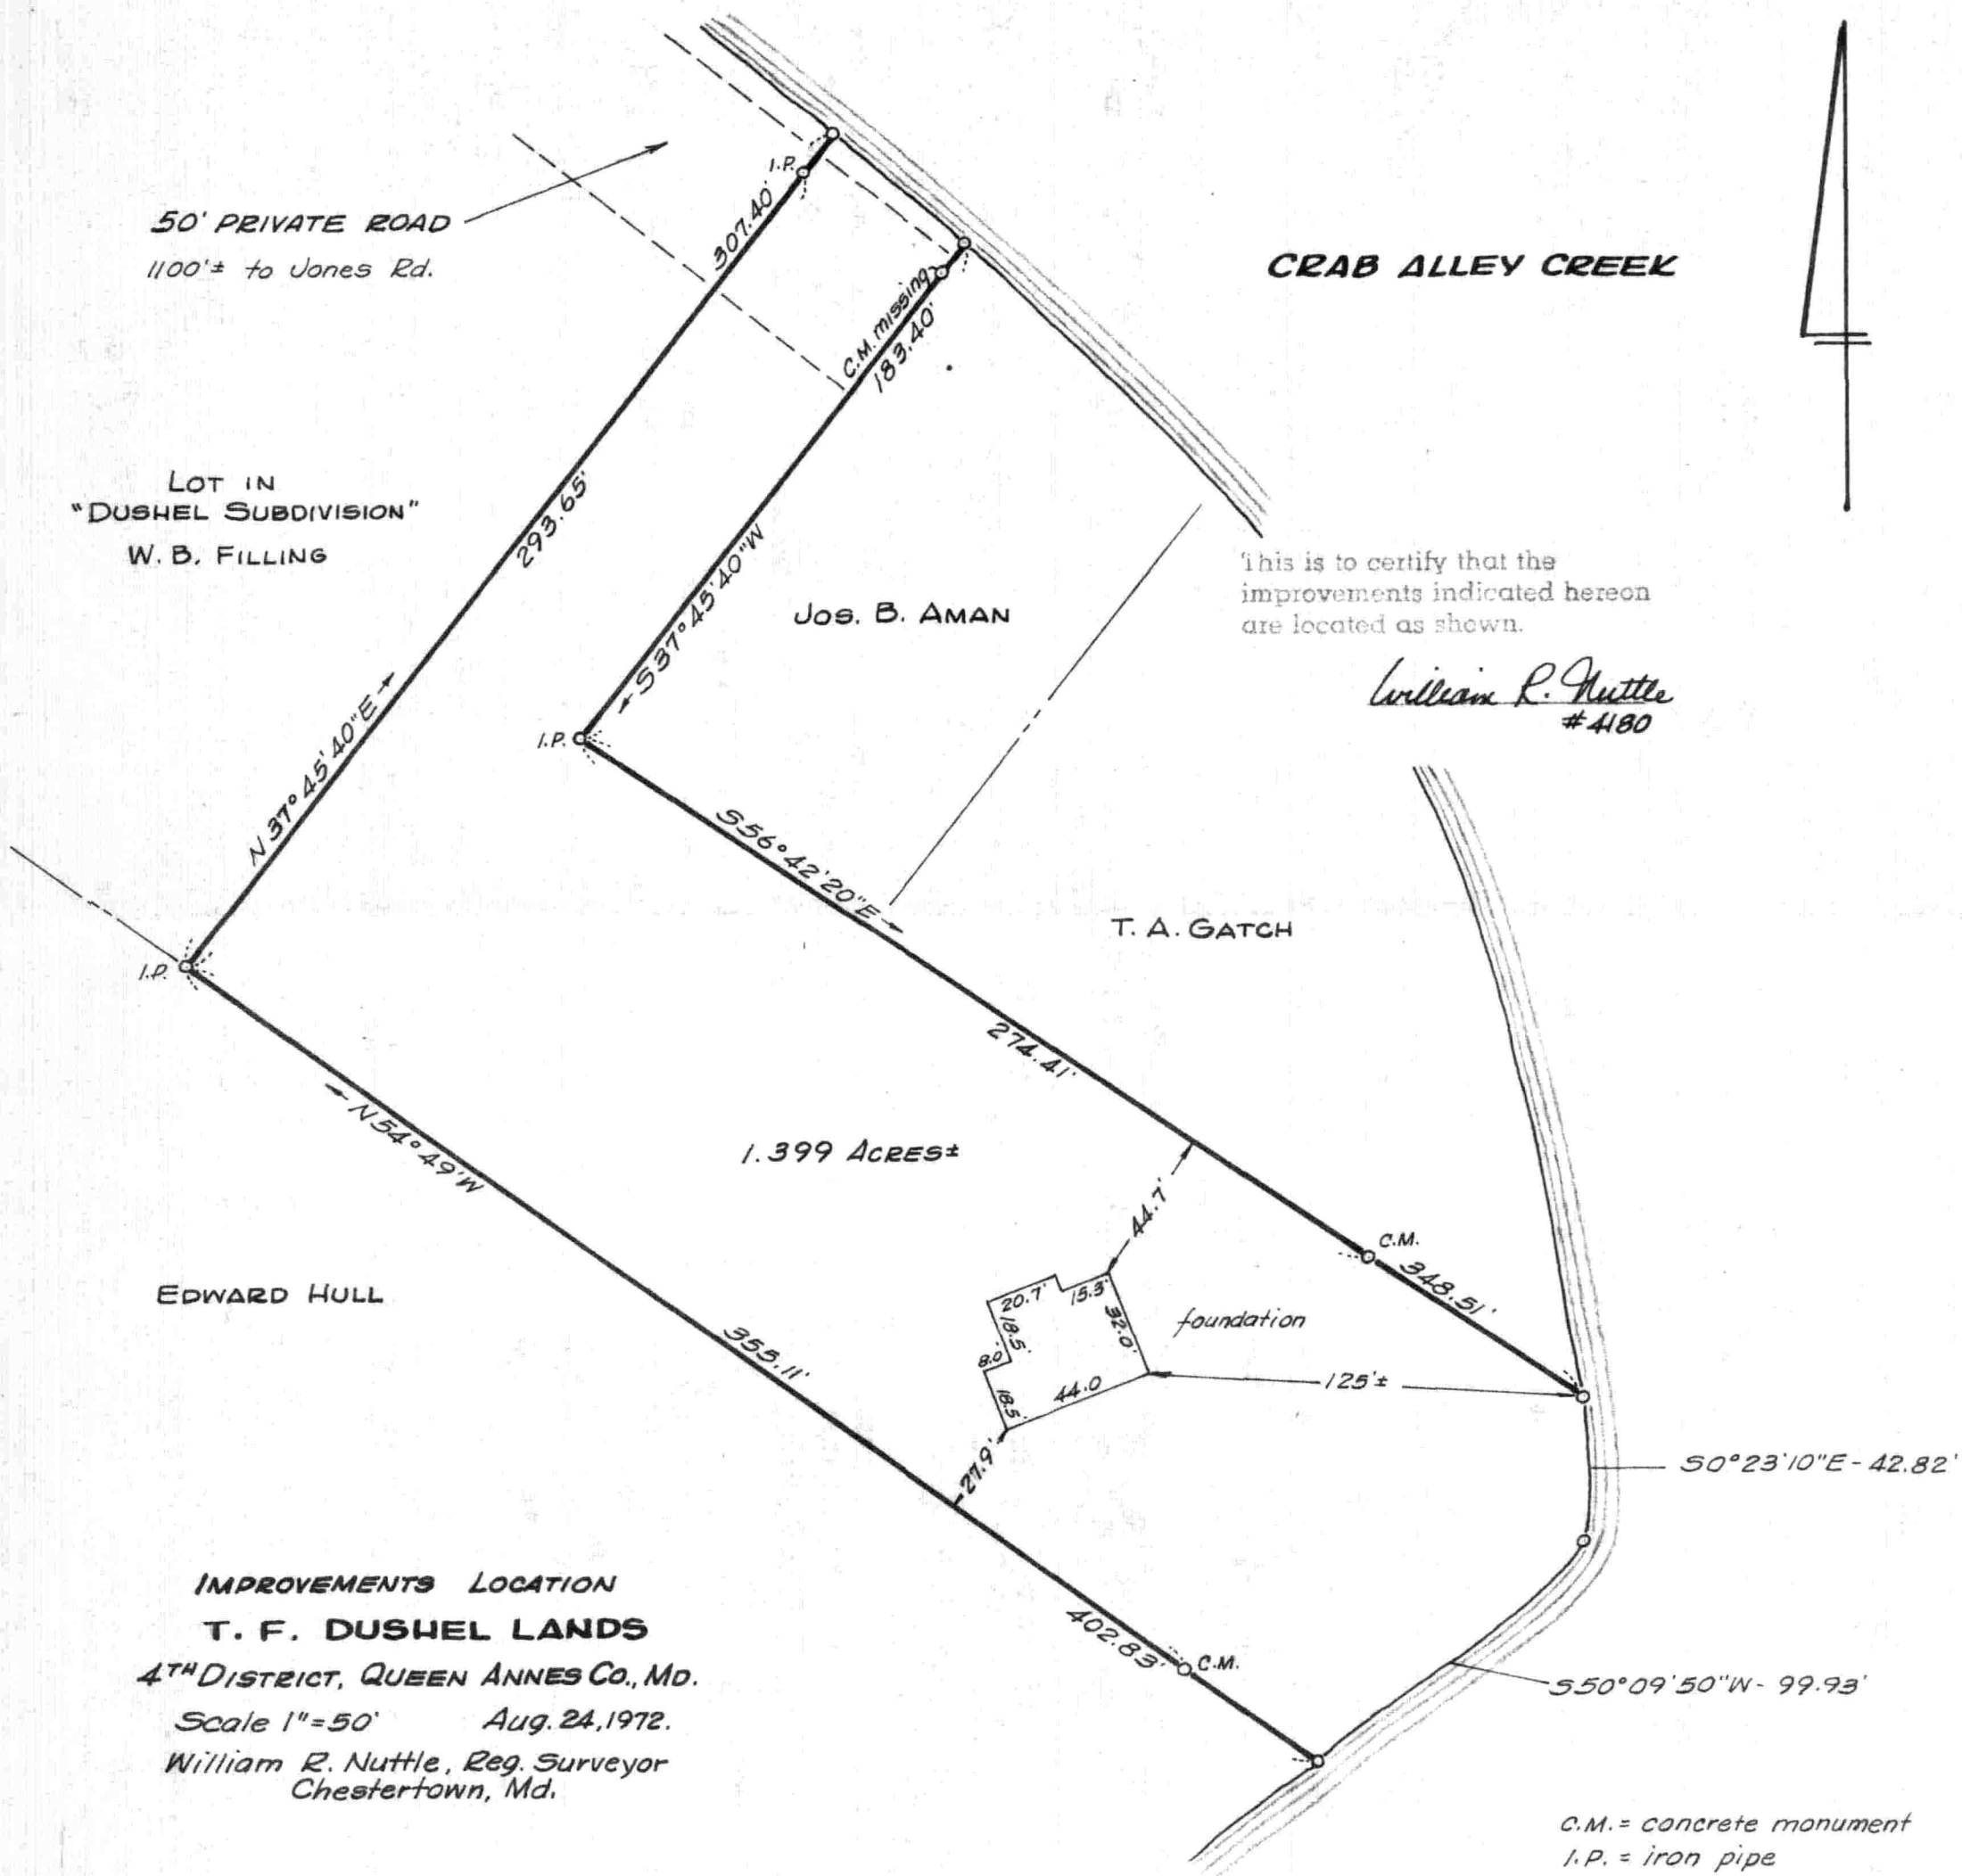 50' PRIVATE ROAD
1100'± to Jones Rd.
I.P.
307.40'
C.M. missing
183.40'
CRAB ALLEY CREEK
LOT IN
"DUSHEL SUBDIVISION"
W. B. FILLING
293.65'
N 37° 45' 40" E
S 37° 45' 40" W
JOS. B. AMAN
This is to certify that the
improvements indicated hereon
are located as shown.
William R. Nuttle
#4180
I.P.
S 56° 42' 20" E
T. A. GATCH
I.P.
274.41'
N 54° 49' W
1.399 ACRES±
44.7'
C.M.
348.51'
EDWARD HULL
20.7'
15.3'
18.5'
32.0'
8.0'
18.5'
44.0
foundation
125'±
355.11'
27.9'
S 0° 23' 10" E - 42.82'
402.83'
C.M.
S 50° 09' 50" W - 99.93'
IMPROVEMENTS LOCATION
T. F. DUSHEL LANDS
4TH DISTRICT, QUEEN ANNES CO., MD.
Scale 1"=50' Aug. 24, 1972.
William R. Nuttle, Reg. Surveyor
Chestertown, Md.
C.M. = concrete monument
I.P. = iron pipe